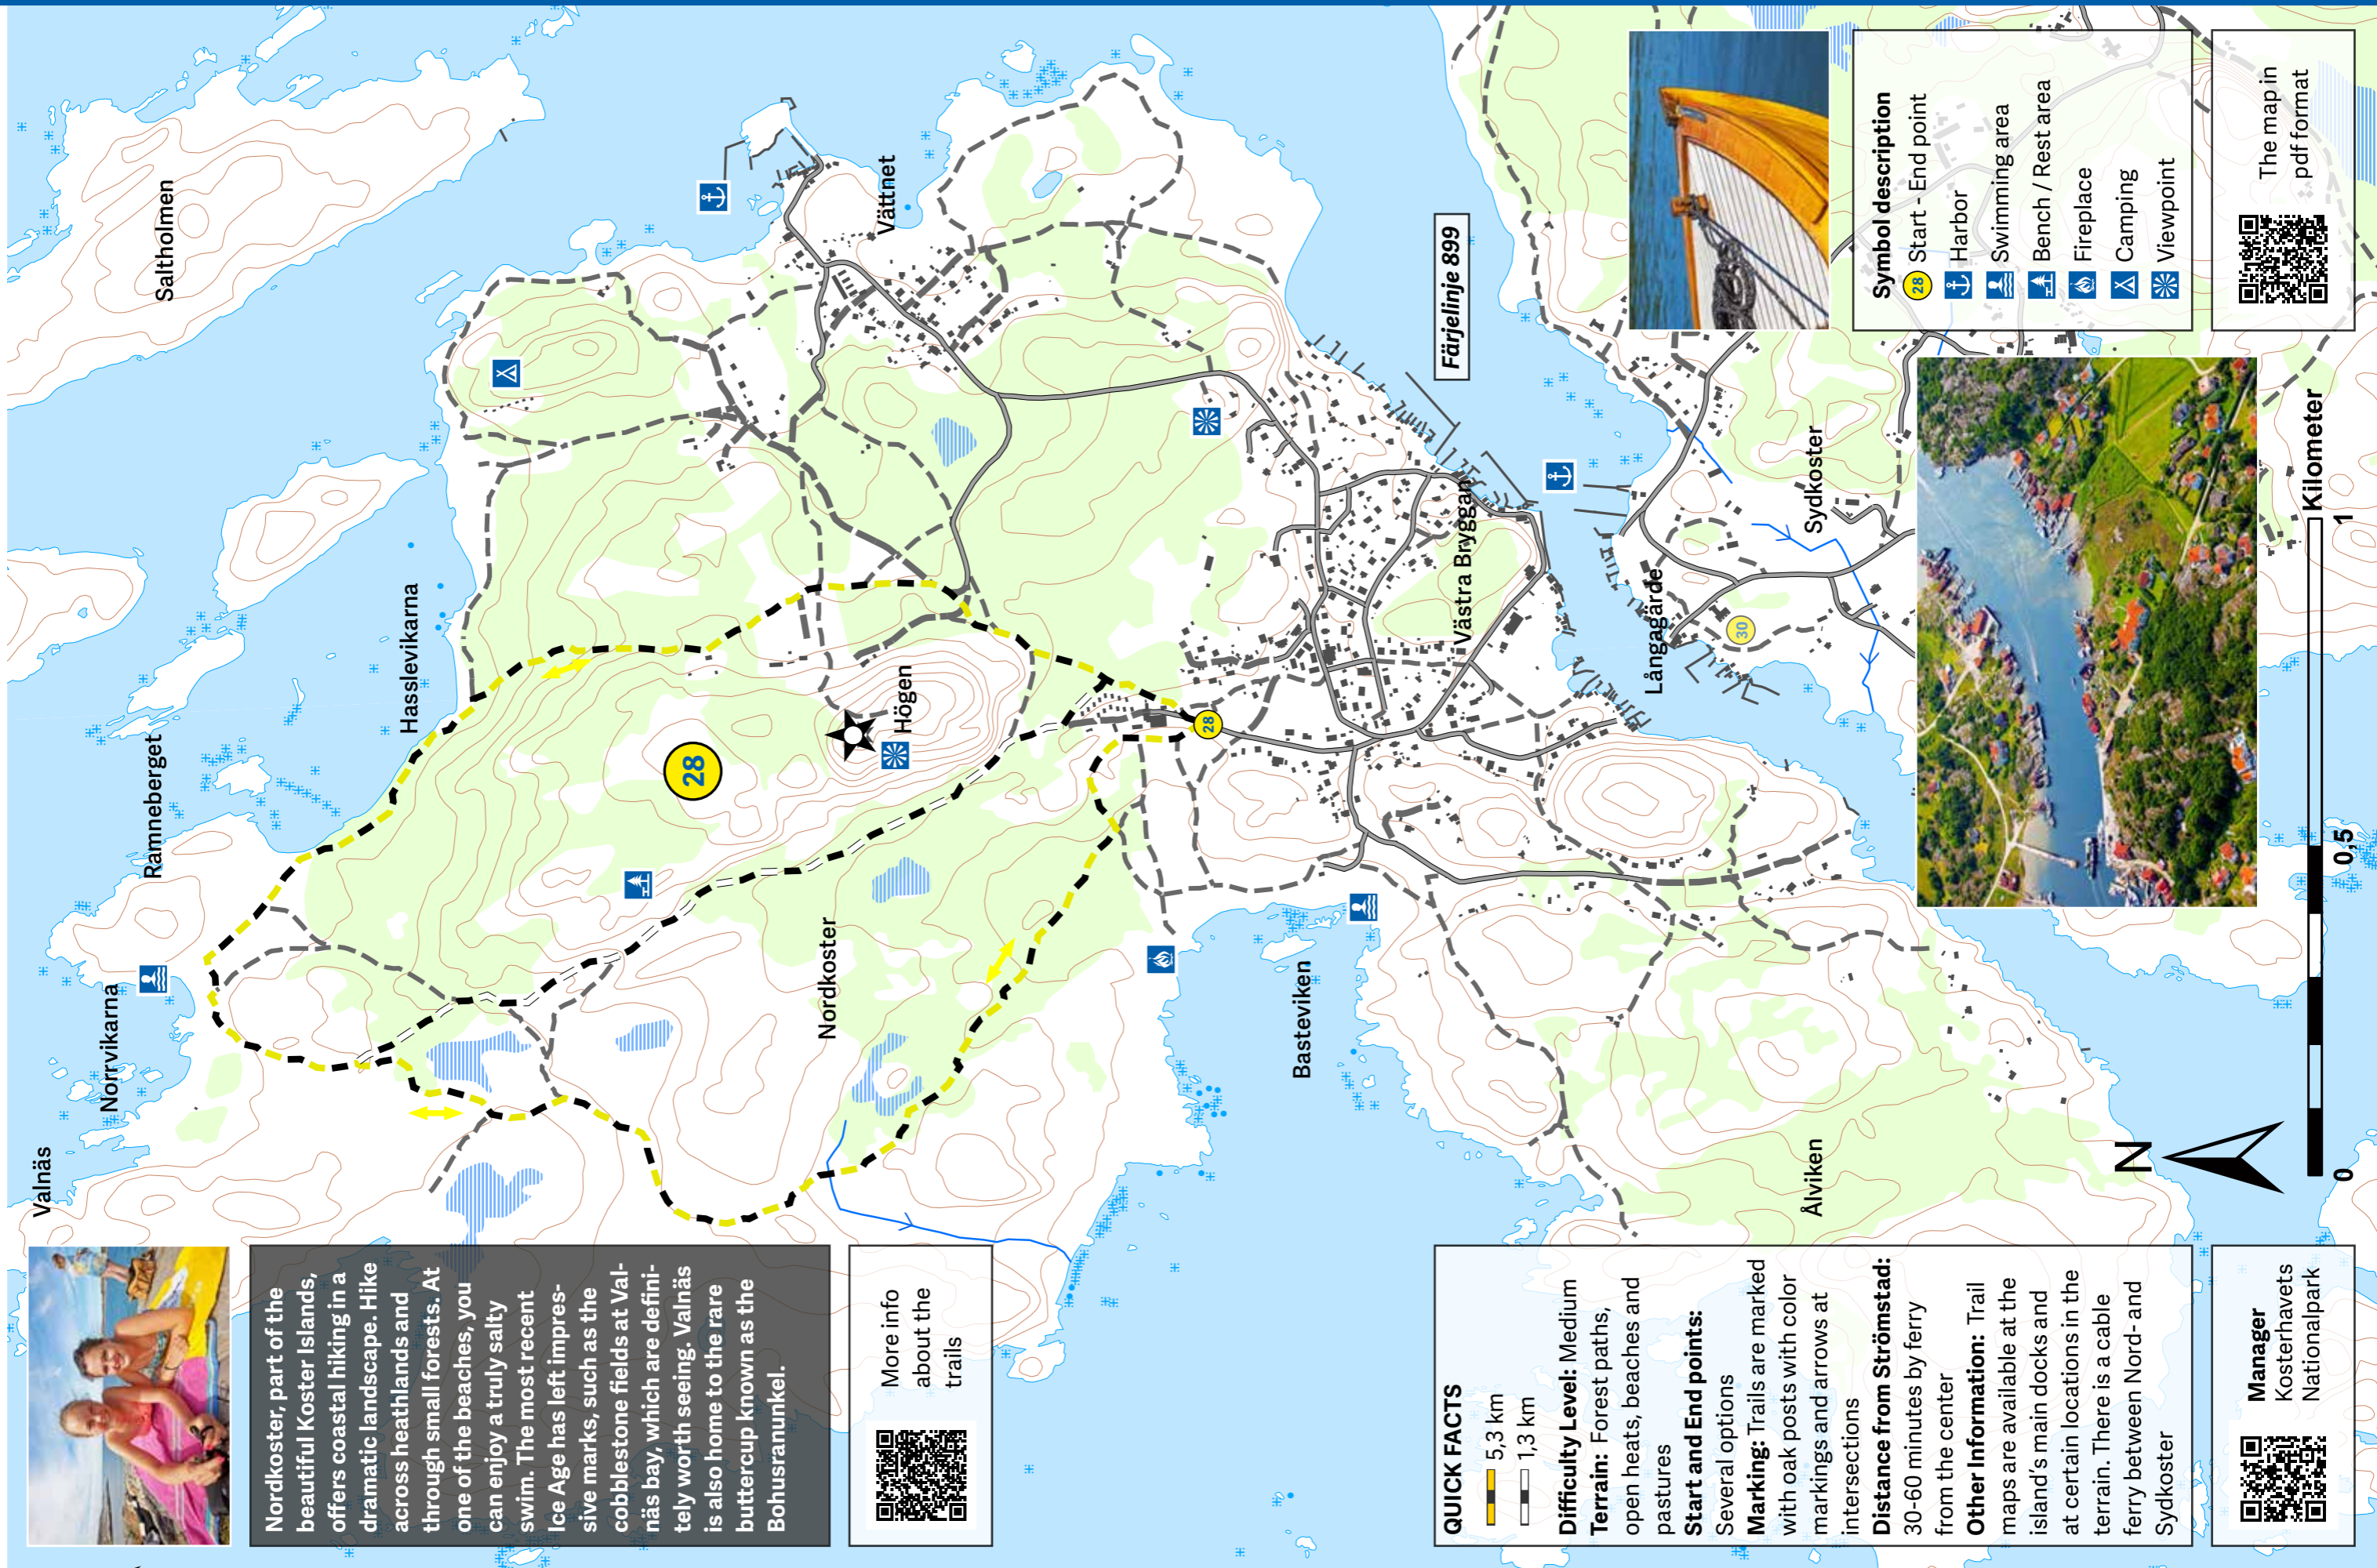 Nordkoster, part of the
beautiful Koster Islands,
offers coastal hiking in a
dramatic landscape. Hike
across heathlands and
through small forests. At
one of the beaches, you
can enjoy a truly salty
swim. The most recent
Ice Age has left impres-
sive marks, such as the
cobblestone fields at Val-
näs bay, which are defini-
tely worth seeing. Valnäs
is also home to the rare
buttercup known as the
Bohusranunkel.
More info
about the
trails
QUICK FACTS
5,3 km
1,3 km
Difficulty Level: Medium
Terrain: Forest paths,
open heats, beaches and
pastures
Start and End points:
Several options
Marking: Trails are marked
with oak posts with color
markings and arrows at
intersections
Distance from Strömstad:
30-60 minutes by ferry
from the center
Other Information: Trail
maps are available at the
island's main docks and
at certain locations in the
terrain. There is a cable
ferry between Nord- and
Sydkoster
Manager
Kosterhavets
Nationalpark
Valnäs
Norrvikarna
Ramneberget
Saltholmen
Hasslevikarna
28
Högen
Vättnet
Nordkoster
28
Basteviken
Västra Bryggan
Färjelinje 899
Långagärde
30
Sydkoster
Ålviken
N
0
0,5
1
Kilometer
Symbol description
28 Start - End point
Harbor
Swimming area
Bench / Rest area
Fireplace
Camping
Viewpoint
The map in
pdf format